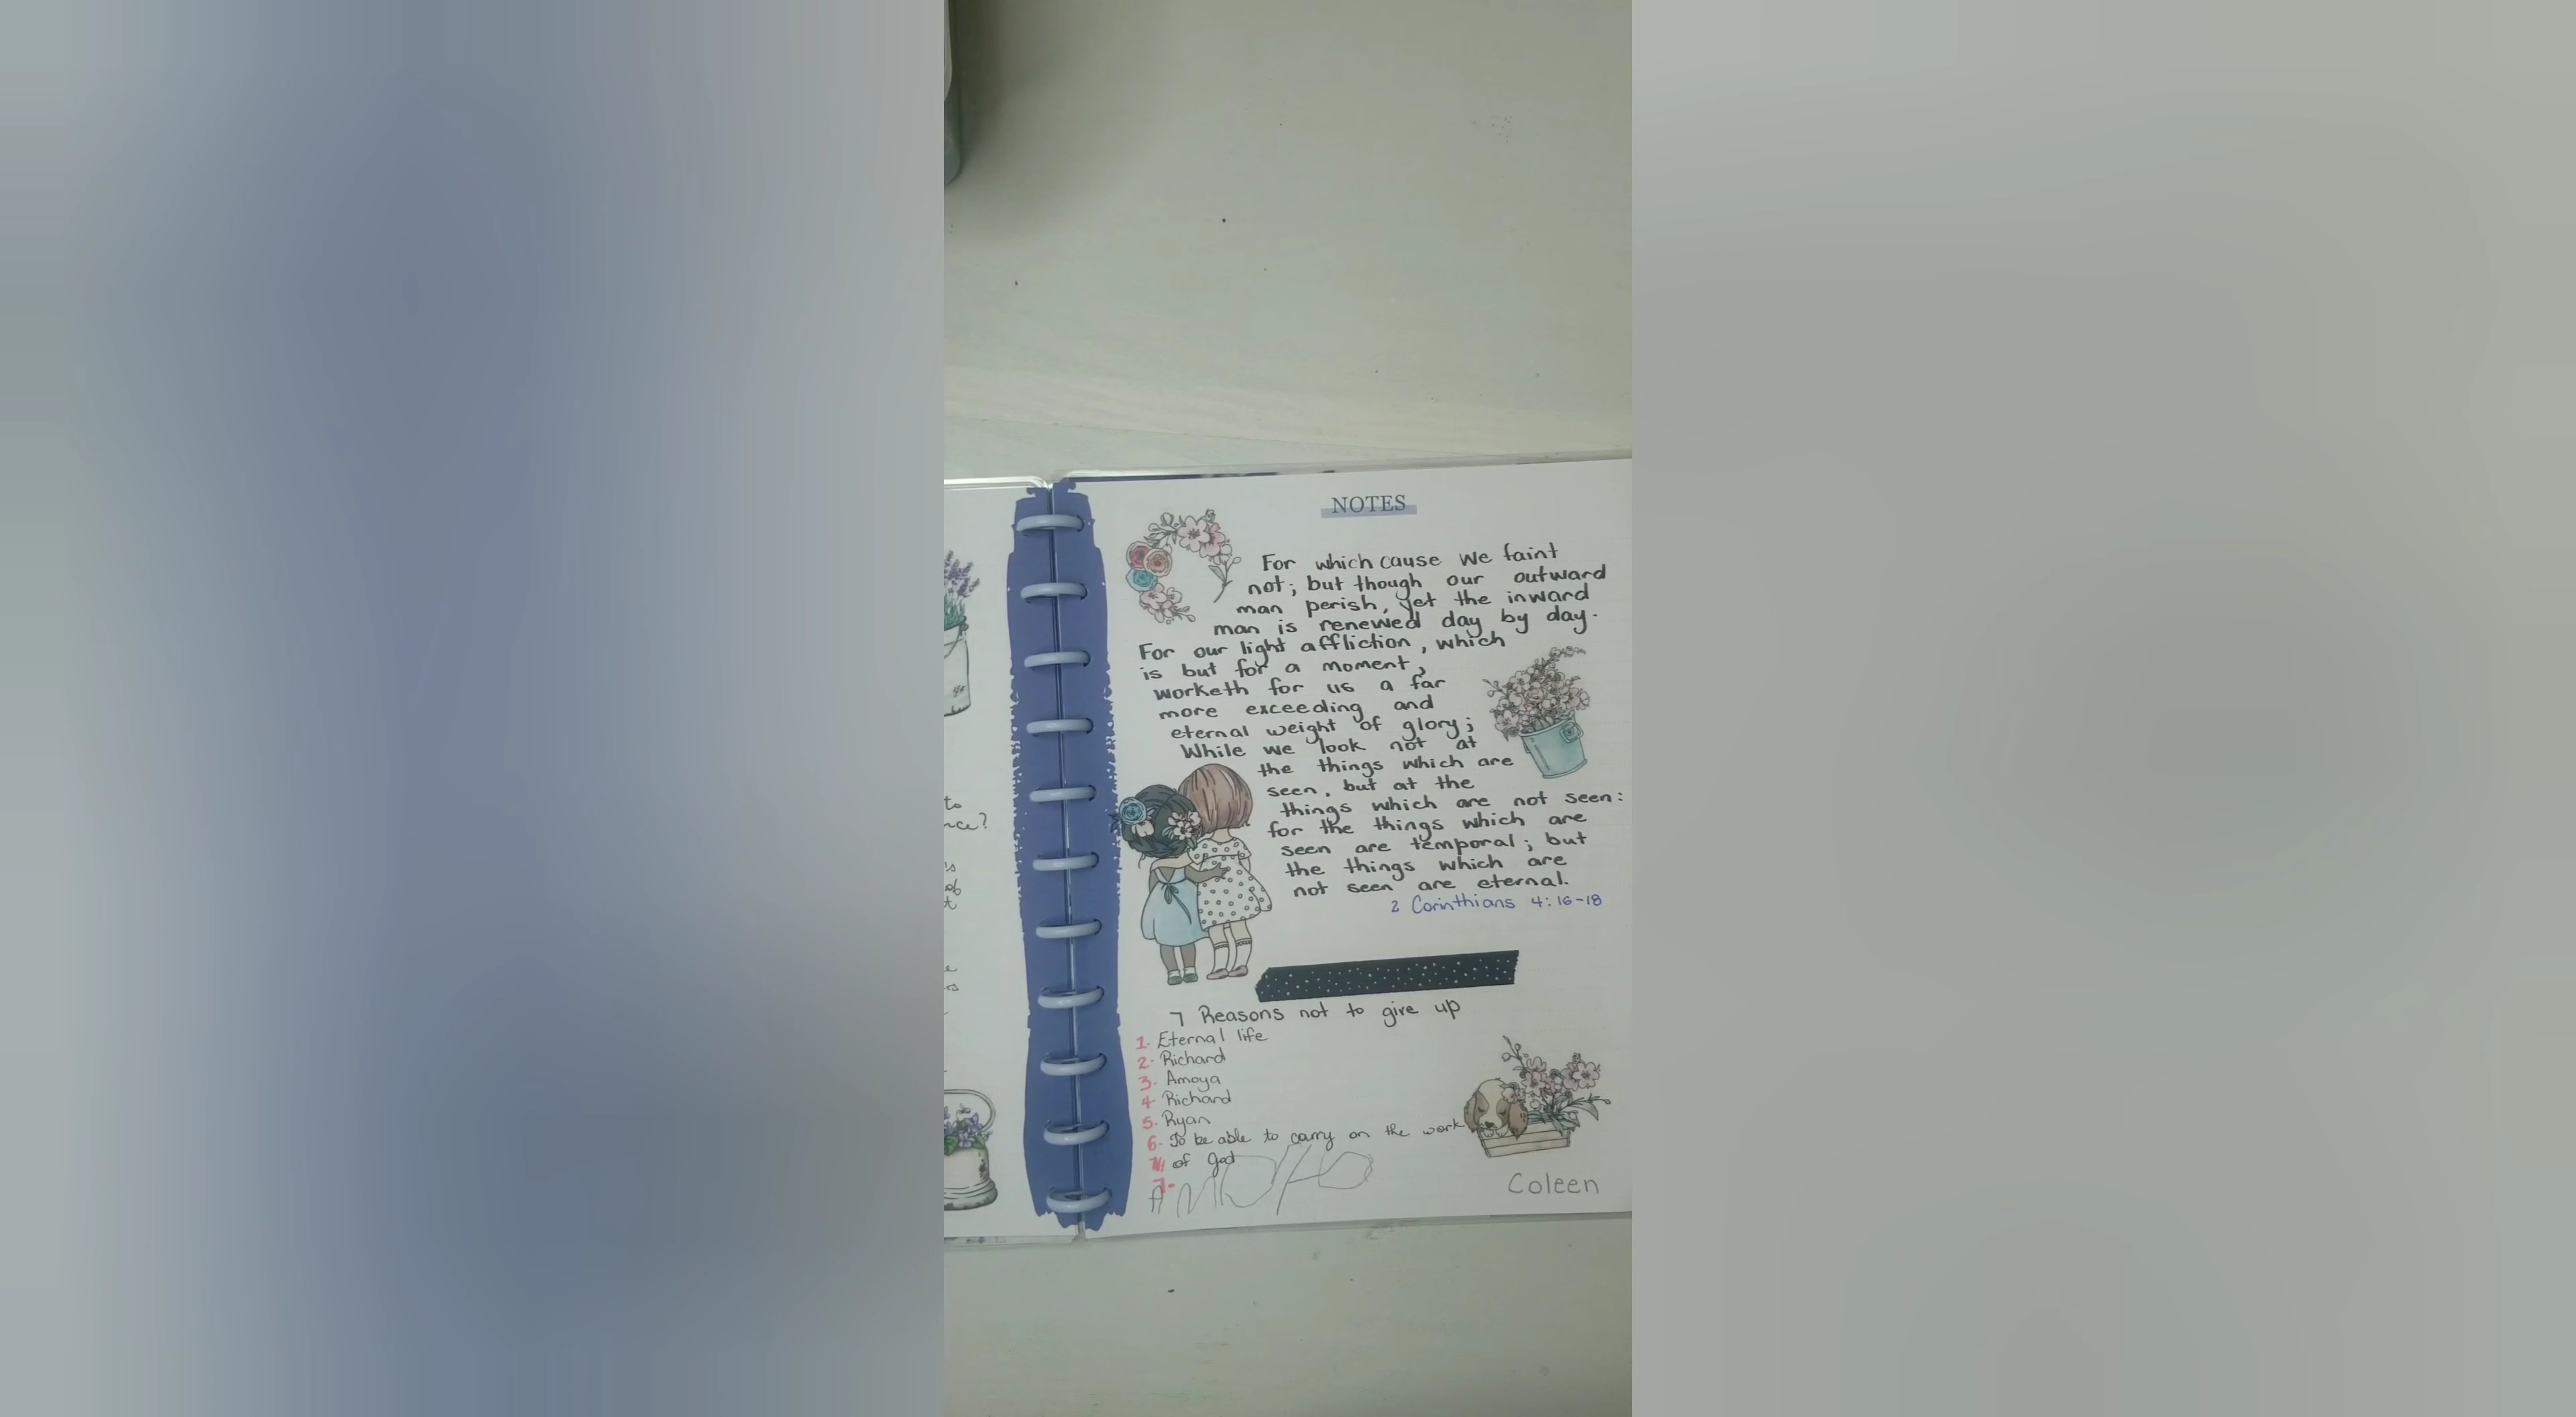 NOTES
For which cause we faint
not; but though our outward
man perish, yet the inward
man is renewed day by day.
For our light affliction, which
is but for a moment,
worketh for us a far
more exceeding and
eternal weight of glory;
While we look not at
the things which are
seen, but at the
things which are not seen:
for the things which are
seen are temporal; but
the things which are
not seen are eternal.
2 Corinthians 4:16-18
7 Reasons not to give up
1. Eternal life
2. Richard
3. Amoya
4 Richard
5. Ryan
6. To be able to carry on the work
of God
7.
Coleen
to
nce?
's
of
t